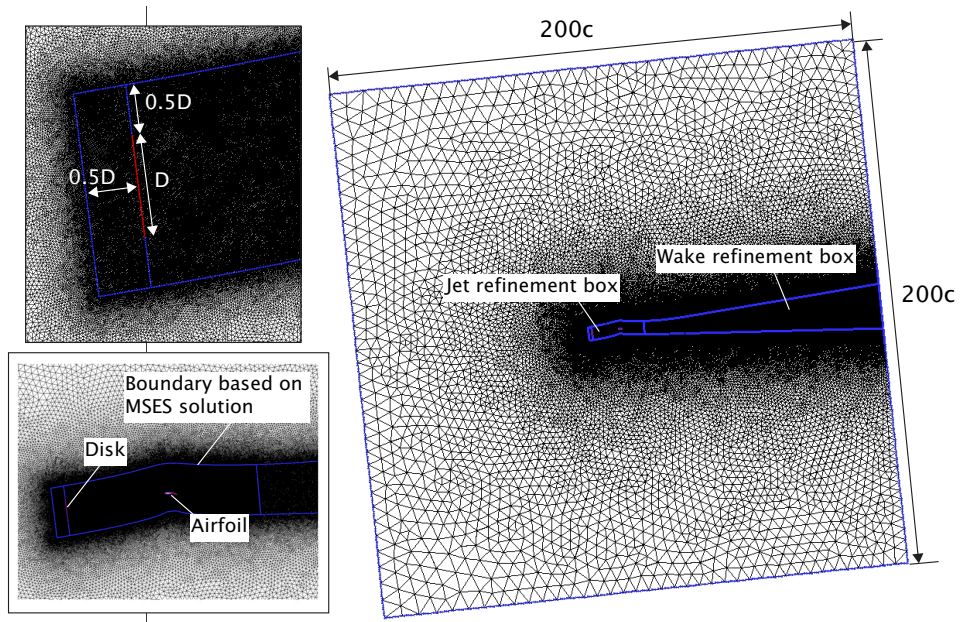 0.5D
0.5D
D
Boundary based on
MSES solution
Disk
Airfoil
200c
Wake refinement box
Jet refinement box
200c